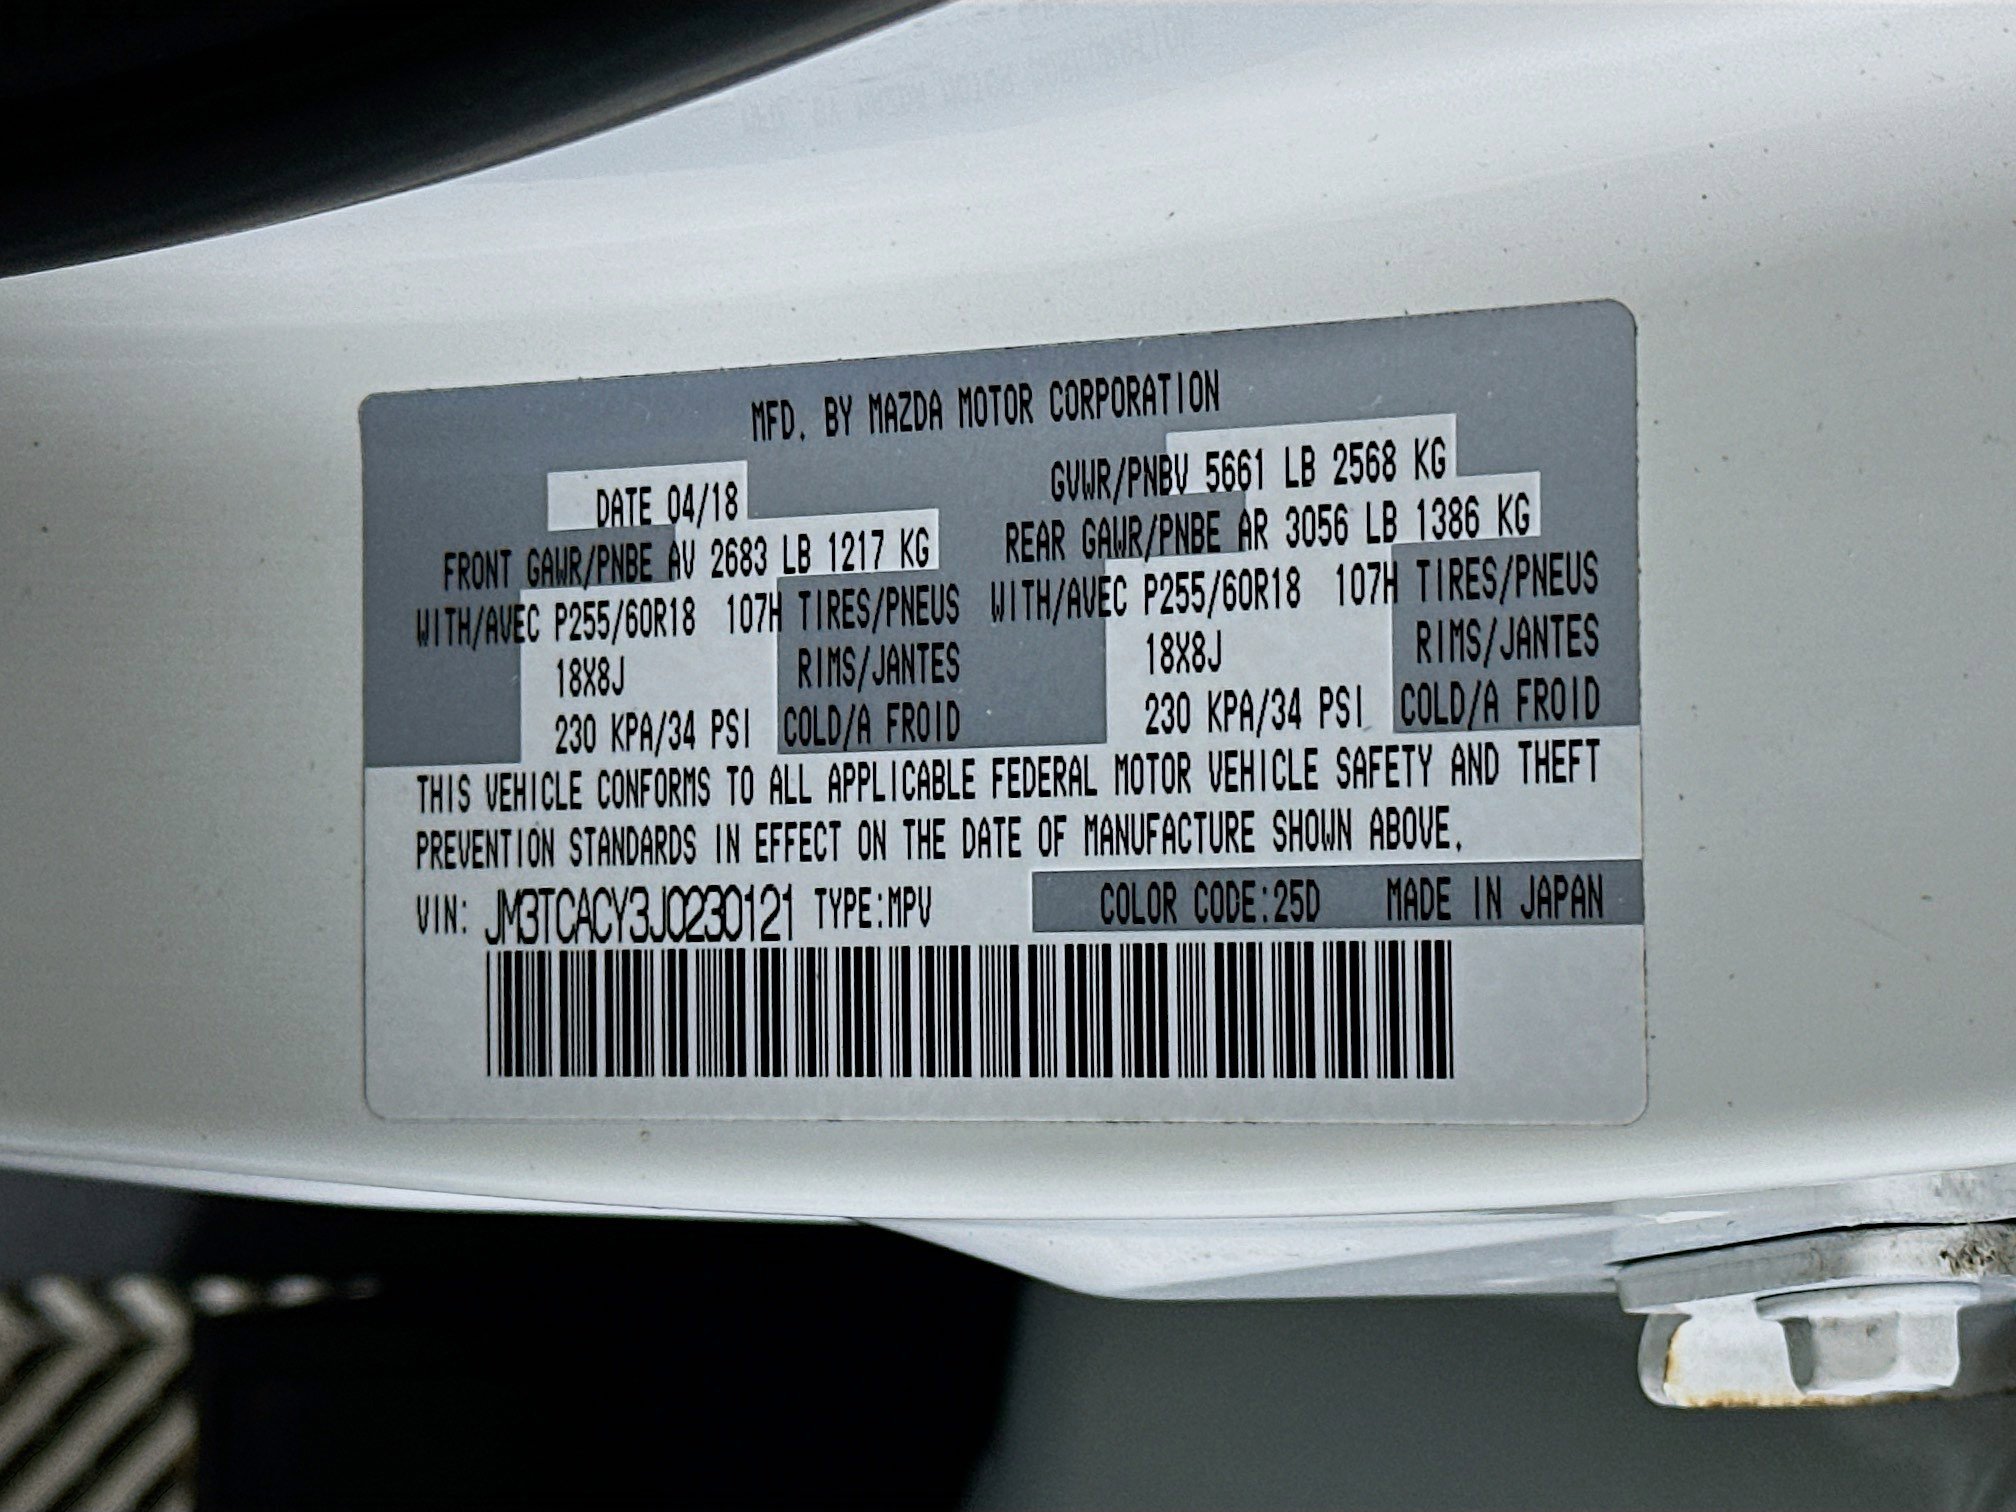 MFD. BY MAZDA MOTOR CORPORATION
DATE 04/18 GVWR/PNBV 5661 LB 2568 KG
FRONT GAWR/PNBE AV 2683 LB 1217 KG REAR GAWR/PNBE AR 3056 LB 1386 KG
WITH/AVEC P255/60R18 107H TIRES/PNEUS WITH/AVEC P255/60R18 107H TIRES/PNEUS
18X8J RIMS/JANTES 18X8J RIMS/JANTES
230 KPA/34 PSI COLD/A FROID 230 KPA/34 PSI COLD/A FROID
THIS VEHICLE CONFORMS TO ALL APPLICABLE FEDERAL MOTOR VEHICLE SAFETY AND THEFT
PREVENTION STANDARDS IN EFFECT ON THE DATE OF MANUFACTURE SHOWN ABOVE.
VIN: JM3TCACY3J0230121 TYPE:MPV COLOR CODE:25D MADE IN JAPAN